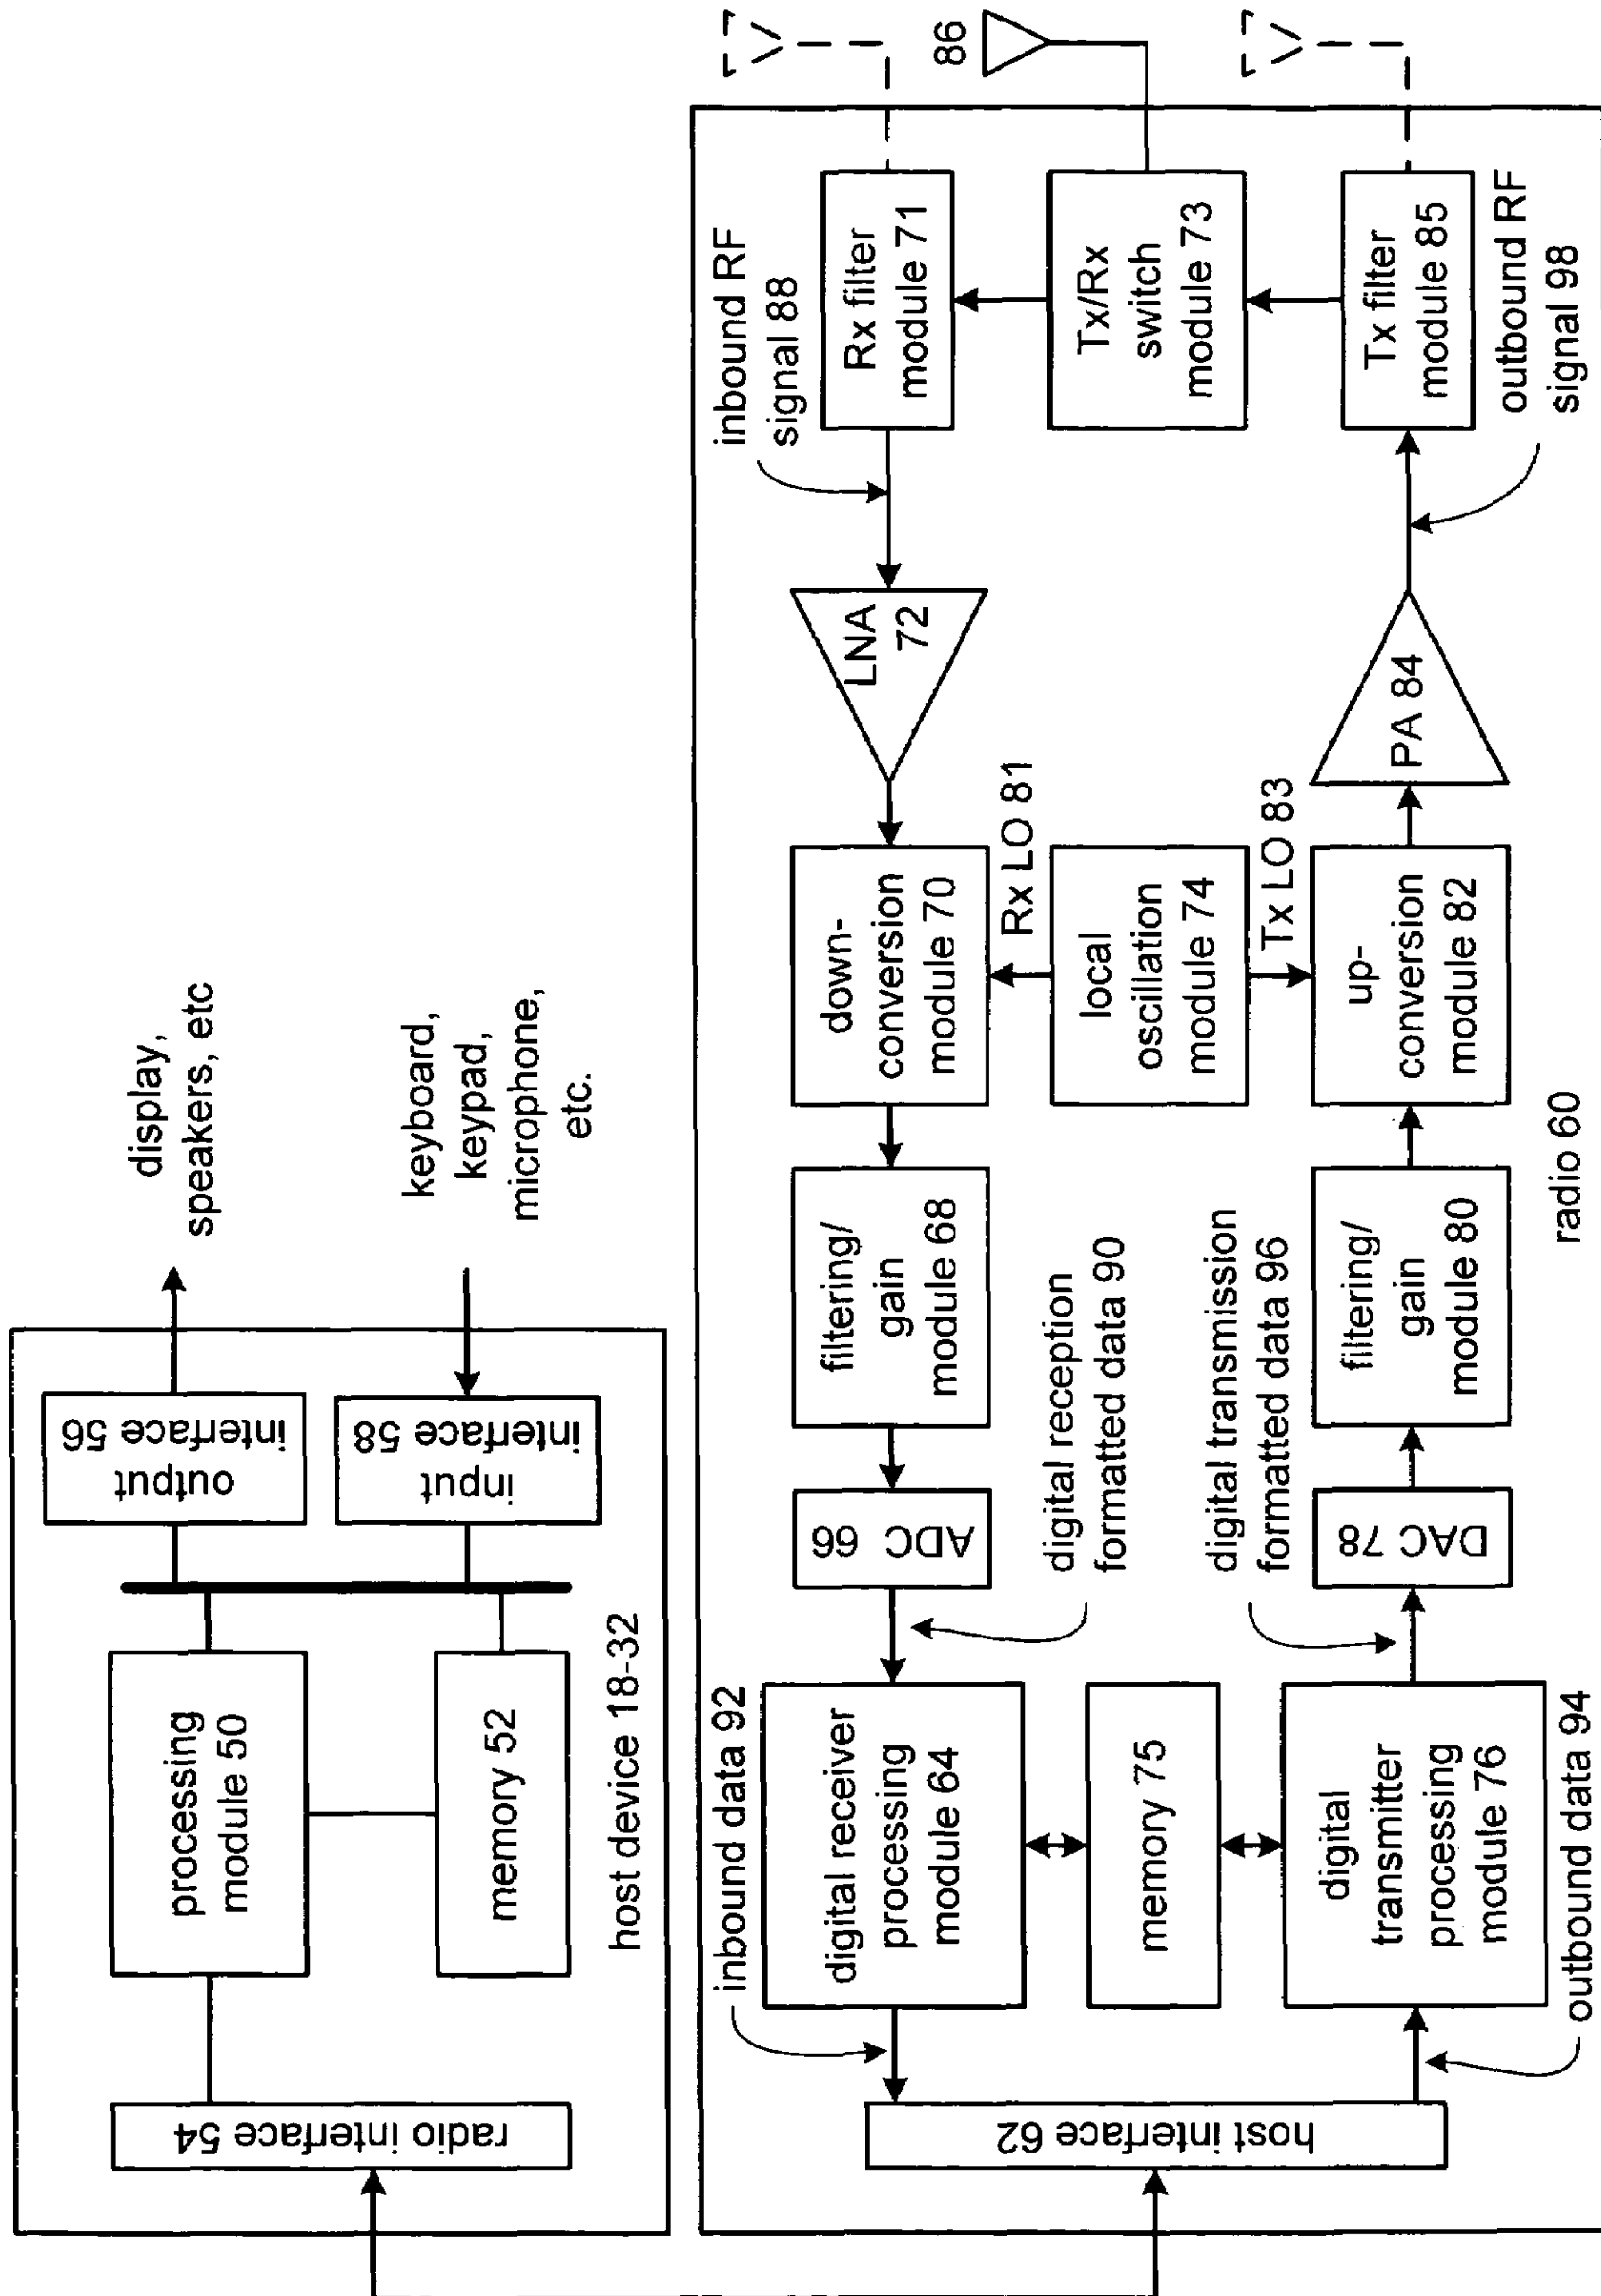 radio interface 54
processing
module 50
memory 52
host device 18-32
output
interface 56
input
interface 58
display,
speakers, etc
keyboard,
keypad,
microphone,
etc.
host interface 62
inbound data 92
digital receiver
processing
module 64
memory 75
digital
transmitter
processing
module 76
outbound data 94
ADC 66
digital reception
formatted data 90
digital transmission
formatted data 96
DAC 78
filtering/
gain
module 68
filtering/
gain
module 80
radio 60
down-
conversion
module 70
Rx LO 81
local
oscillation
module 74
Tx LO 83
up-
conversion
module 82
LNA
72
PA 84
inbound RF
signal 88
Rx filter
module 71
Tx/Rx
switch
module 73
Tx filter
module 85
outbound RF
signal 98
86